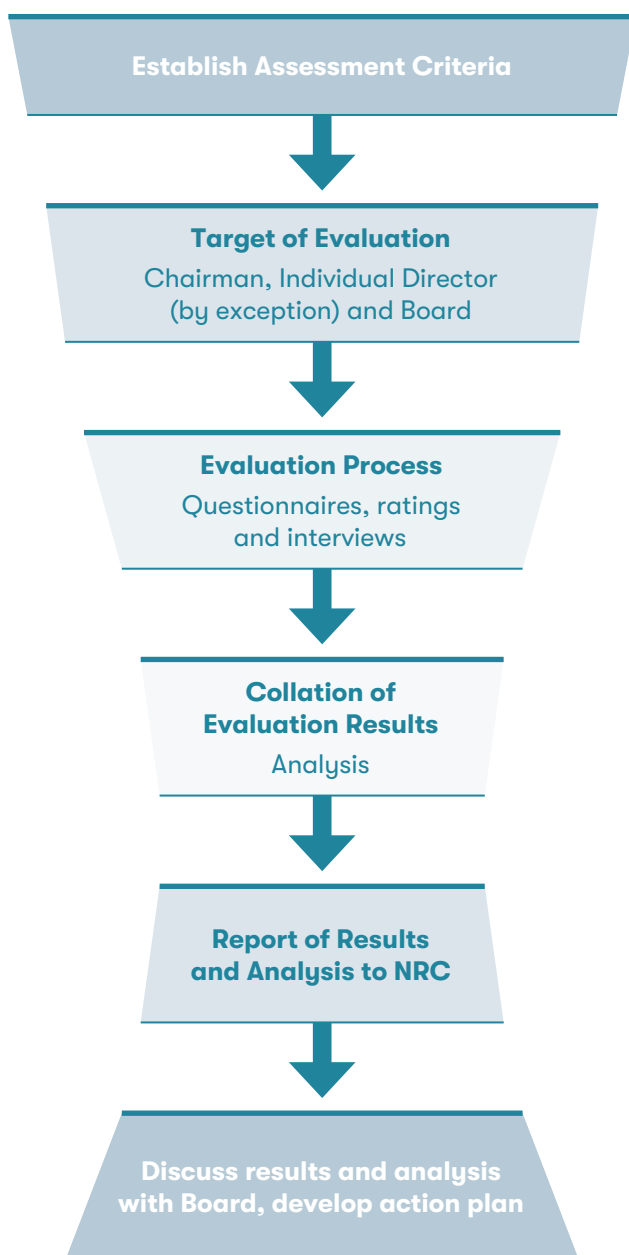 Establish Assessment Criteria
Target of Evaluation
Chairman, Individual Director
(by exception) and Board
Evaluation Process
Questionnaires, ratings
and interviews
Collation of
Evaluation Results
Analysis
Report of Results
and Analysis to NRC
Discuss results and analysis
with Board, develop action plan